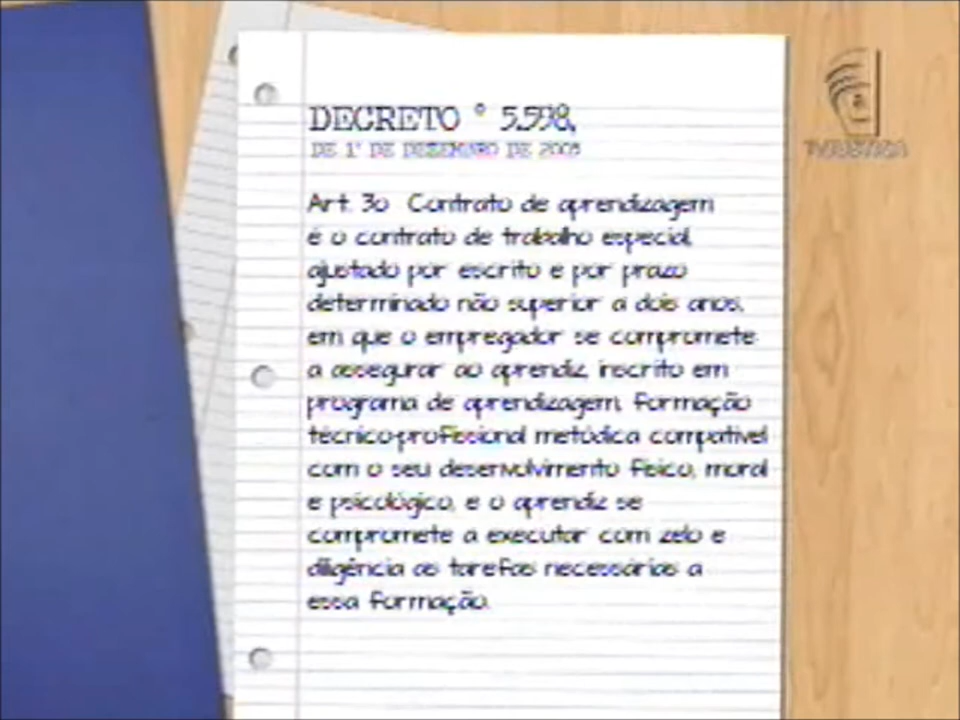 DECRETO ° 5.598,
DE 1° DE DEZEMBRO DE 2005
TV JUSTIÇA
Art. 3o Contrato de aprendizagem
é o contrato de trabalho especial,
ajustado por escrito e por prazo
determinado não superior a dois anos,
em que o empregador se compromete
a assegurar ao aprendiz, inscrito em
programa de aprendizagem, formação
técnico-profissional metódica compatível
com o seu desenvolvimento físico, moral
e psicológico, e o aprendiz se
compromete a executar com zelo e
diligência as tarefas necessárias a
essa formação.